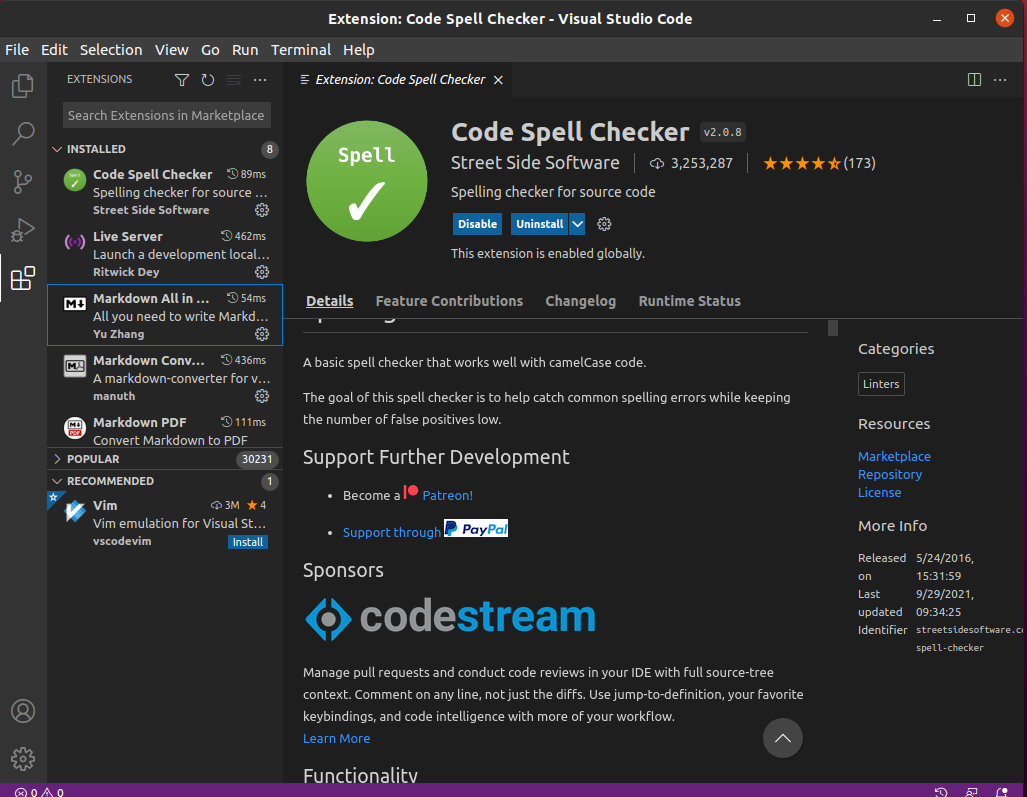 Extension: Code Spell Checker - Visual Studio Code
File Edit Selection View Go Run Terminal Help
EXTENSIONS
Search Extensions in Marketplace
INSTALLED 8
Code Spell Checker 89ms
Spelling checker for source ...
Street Side Software
Live Server 462ms
Launch a development local...
Ritwick Dey
Markdown All in ... 54ms
All you need to write Markd...
Yu Zhang
Markdown Conv... 436ms
A markdown-converter for v...
manuth
Markdown PDF 111ms
Convert Markdown to PDF
POPULAR 30231
RECOMMENDED 1
Vim 3M 4
Vim emulation for Visual St...
vscodevim Install
Extension: Code Spell Checker
Spell
Code Spell Checker v2.0.8
Street Side Software 3,253,287 (173)
Spelling checker for source code
Disable Uninstall
This extension is enabled globally.
Details Feature Contributions Changelog Runtime Status
A basic spell checker that works well with camelCase code.
The goal of this spell checker is to help catch common spelling errors while keeping
the number of false positives low.
Support Further Development
Become a Patreon!
Support through PayPal
Sponsors
codestream
Manage pull requests and conduct code reviews in your IDE with full source-tree
context. Comment on any line, not just the diffs. Use jump-to-definition, your favorite
keybindings, and code intelligence with more of your workflow.
Learn More
Functionality
Categories
Linters
Resources
Marketplace
Repository
License
More Info
Released 5/24/2016,
on 15:31:59
Last 9/29/2021,
updated 09:34:25
Identifier streetsidesoftware.co
spell-checker
0 0